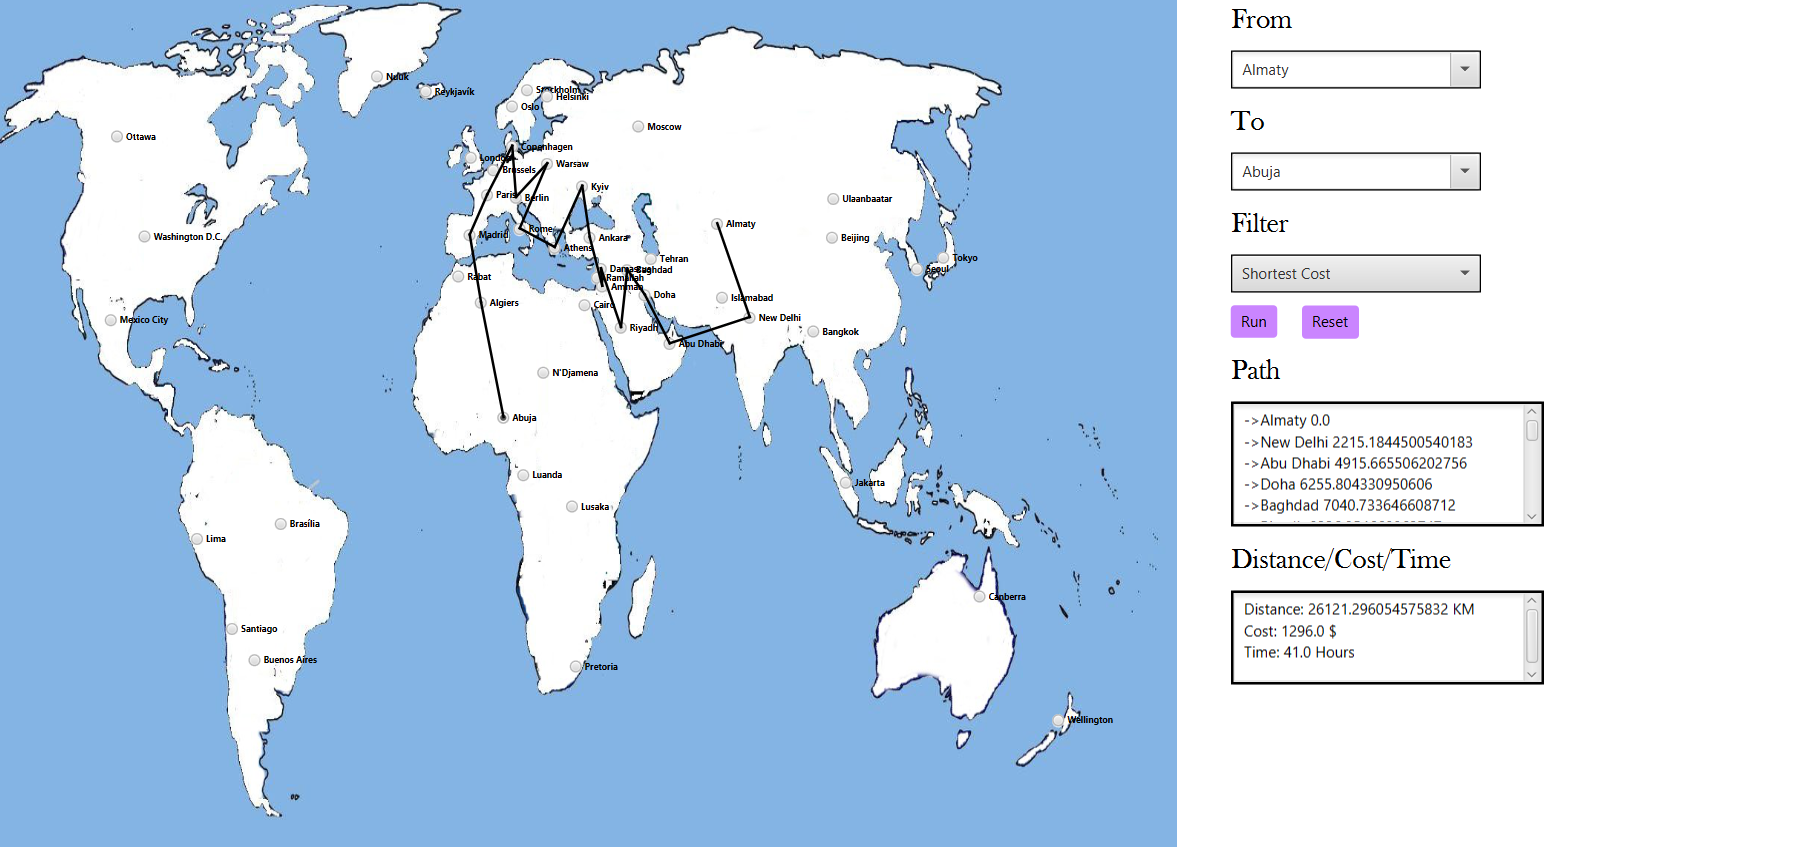 Nuuk
Reykjavík
Stockholm
Helsinki
Oslo
Ottawa
Moscow
Copenhagen
London
Warsaw
Brussels
Kyiv
Paris
Berlin
Ulaanbaatar
Almaty
Rome
Washington D.C.
Madrid
Ankara
Beijing
Athens
Tehran
Tokyo
Damascus
Baghdad
Seoul
Rabat
Ramallah
Amman
Doha
Islamabad
Algiers
Cairo
New Delhi
Mexico City
Riyadh
Bangkok
Abu Dhabi
N'Djamena
Abuja
Luanda
Jakarta
Lusaka
Brasília
Lima
Canberra
Santiago
Buenos Aires
Pretoria
Wellington
From
Almaty
To
Abuja
Filter
Shortest Cost
Run
Reset
Path
->Almaty 0.0
->New Delhi 2215.1844500540183
->Abu Dhabi 4915.665506202756
->Doha 6255.804330950606
->Baghdad 7040.733646608712
Distance/Cost/Time
Distance: 26121.296054575832 KM
Cost: 1296.0 $
Time: 41.0 Hours